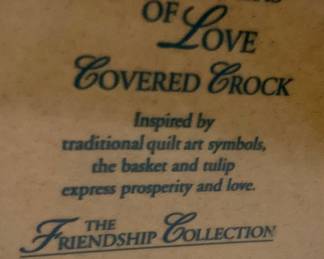 OF LOVE
COVERED CROCK
Inspired by
traditional quilt art symbols,
the basket and tulip
express prosperity and love.
THE
FRIENDSHIP COLLECTION